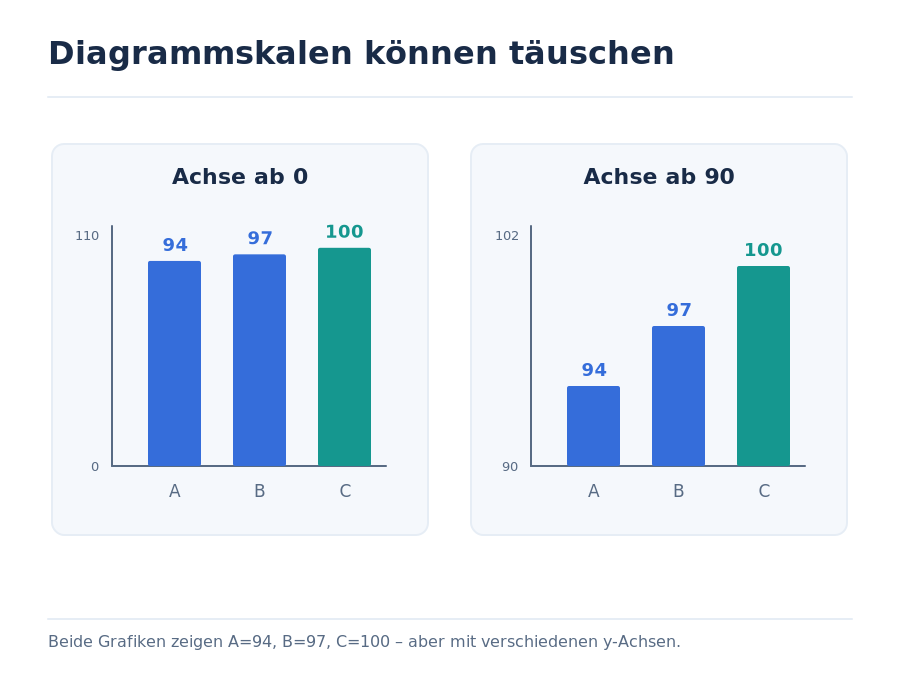 Diagrammskalen können täuschen
Achse ab 0
110
94
97
100
0
A
B
C
Achse ab 90
102
94
97
100
90
A
B
C
Beide Grafiken zeigen A=94, B=97, C=100 – aber mit verschiedenen y-Achsen.